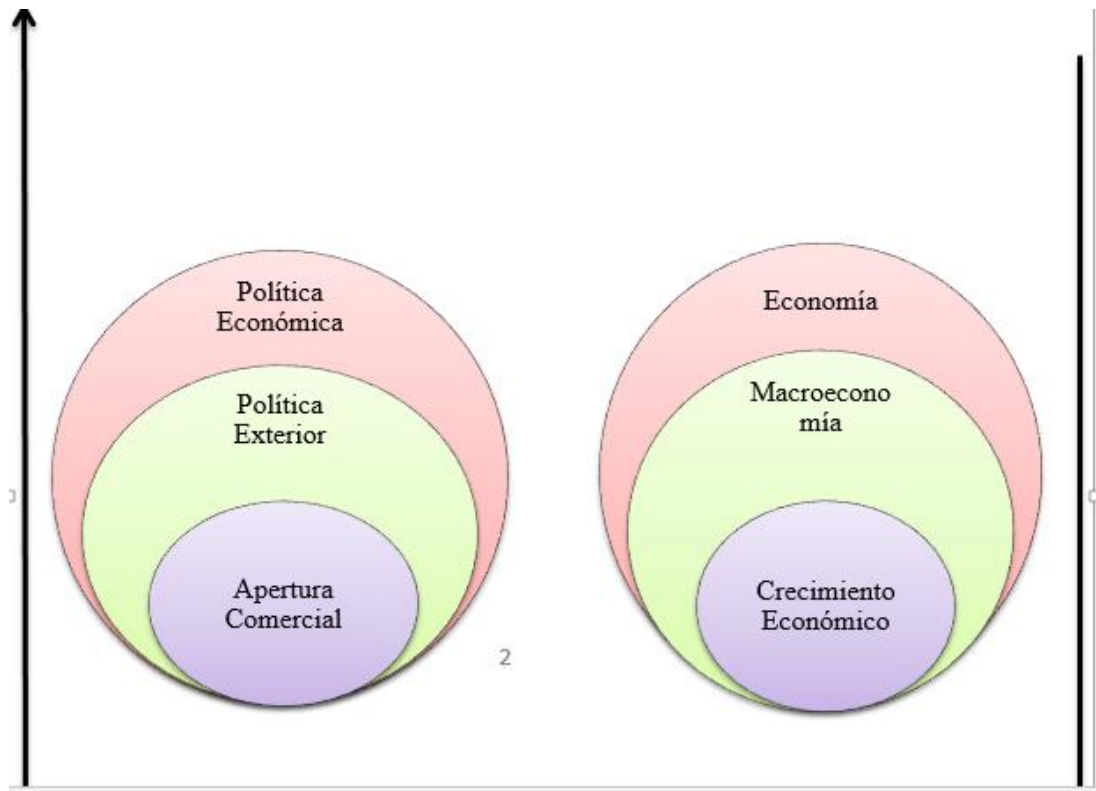 Política
Económica
Política
Exterior
Apertura
Comercial
2
Economía
Macroecono
mía
Crecimiento
Económico